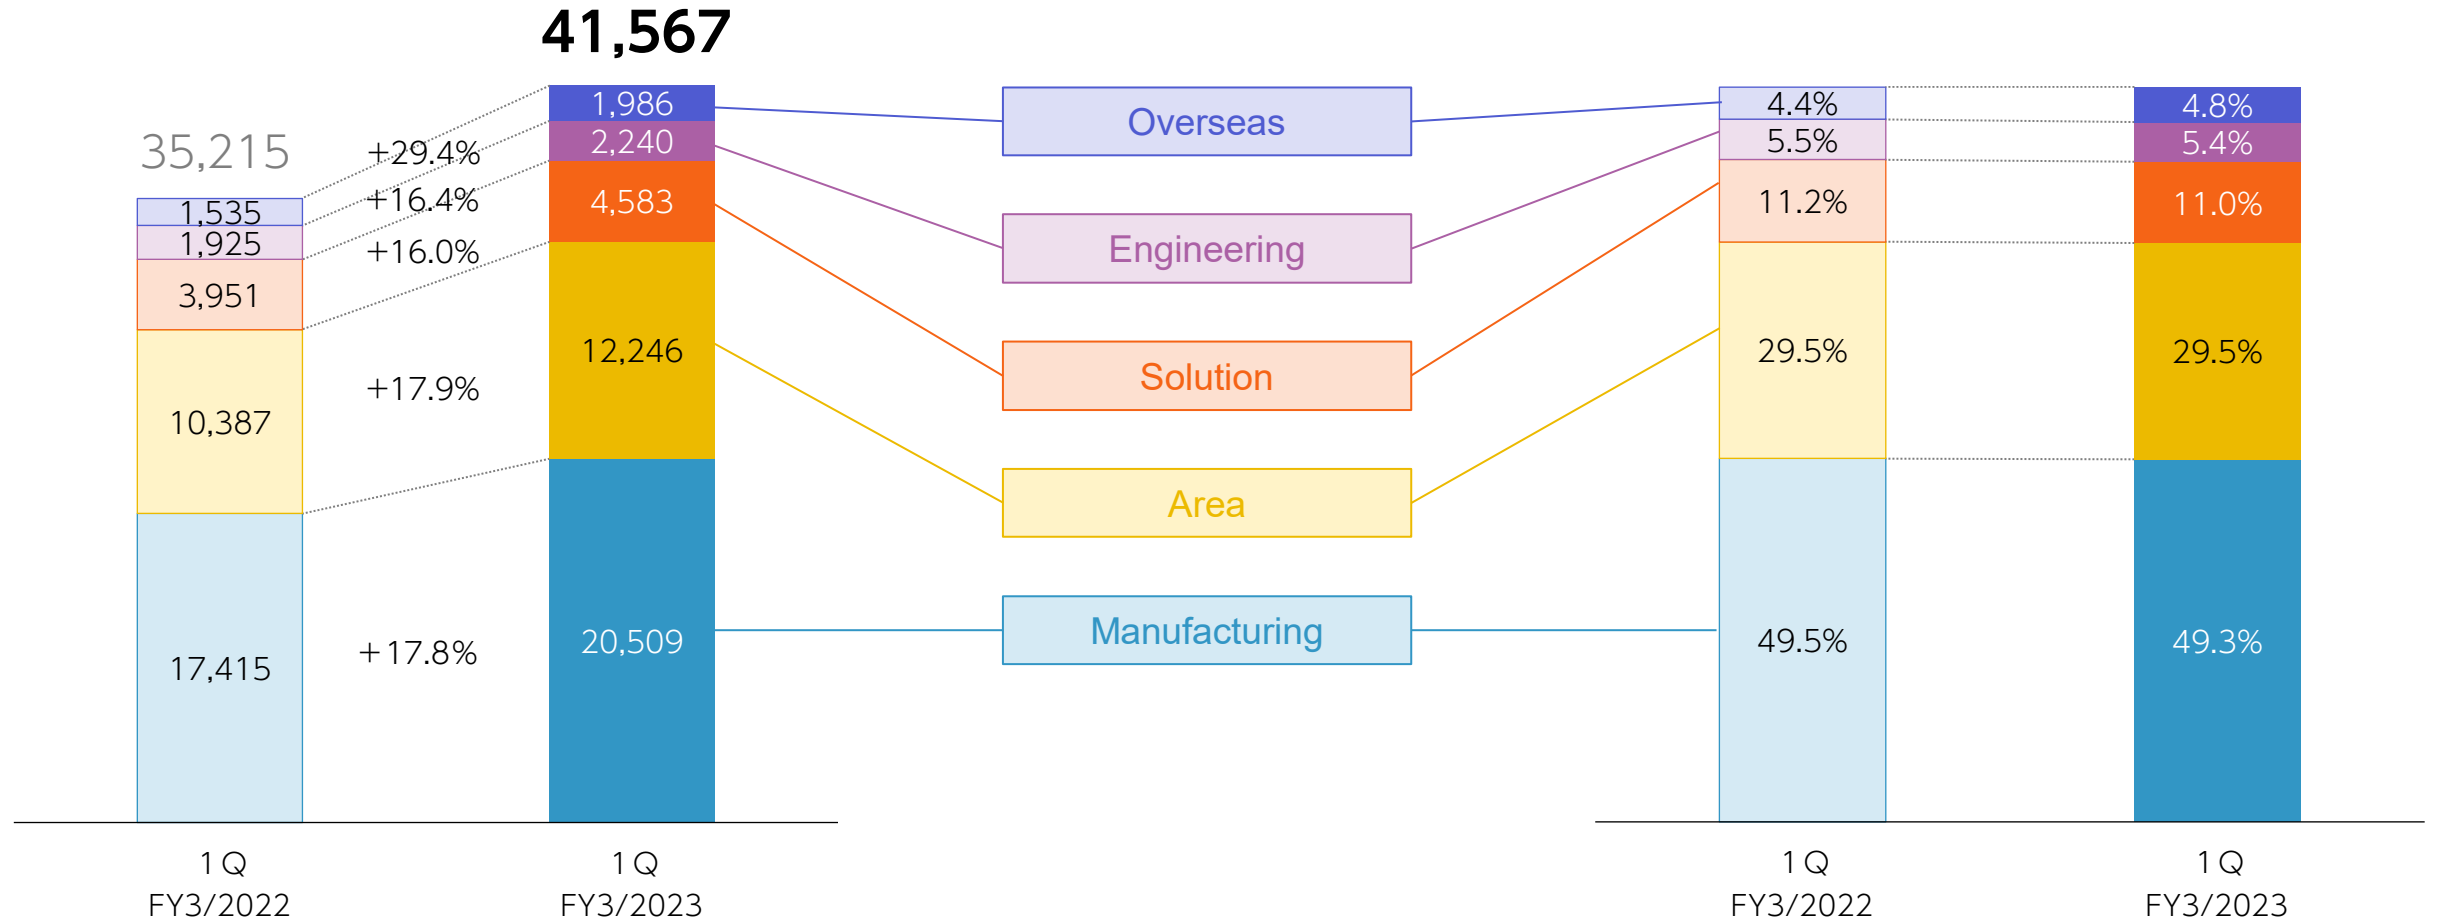 41,567
35,215
1,535
1,925
3,951
10,387
17,415
+29.4%
+16.4%
+16.0%
+17.9%
+17.8%
1,986
2,240
4,583
12,246
20,509
1Q
FY3/2022
1Q
FY3/2023
Overseas
Engineering
Solution
Area
Manufacturing
4.4%
5.5%
11.2%
29.5%
49.5%
4.8%
5.4%
11.0%
29.5%
49.3%
1Q
FY3/2022
1Q
FY3/2023